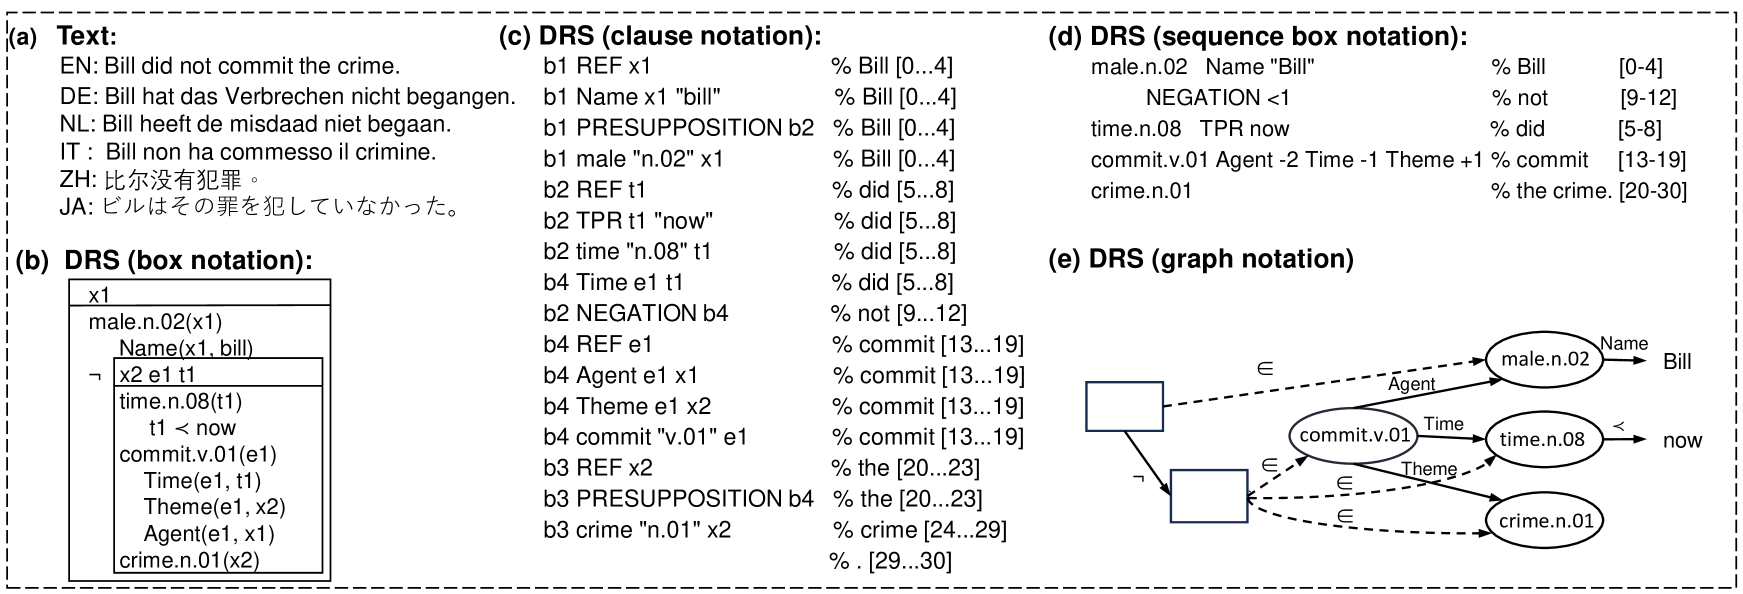 (a) Text:
EN: Bill did not commit the crime.
DE: Bill hat das Verbrechen nicht begangen.
NL: Bill heeft de misdaad niet begaan.
IT : Bill non ha commesso il crimine.
ZH: 比尔没有犯罪。
JA: ビルはその罪を犯していなかった。
(b) DRS (box notation):
x1
male.n.02(x1)
Name(x1, bill)
¬ x2 e1 t1
time.n.08(t1)
t1 ≺ now
commit.v.01(e1)
Time(e1, t1)
Theme(e1, x2)
Agent(e1, x1)
crime.n.01(x2)
(c) DRS (clause notation):
b1 REF x1 % Bill [0...4]
b1 Name x1 "bill" % Bill [0...4]
b1 PRESUPPOSITION b2 % Bill [0...4]
b1 male "n.02" x1 % Bill [0...4]
b2 REF t1 % did [5...8]
b2 TPR t1 "now" % did [5...8]
b2 time "n.08" t1 % did [5...8]
b4 Time e1 t1 % did [5...8]
b2 NEGATION b4 % not [9...12]
b4 REF e1 % commit [13...19]
b4 Agent e1 x1 % commit [13...19]
b4 Theme e1 x2 % commit [13...19]
b4 commit "v.01" e1 % commit [13...19]
b3 REF x2 % the [20...23]
b3 PRESUPPOSITION b4 % the [20...23]
b3 crime "n.01" x2 % crime [24...29]
% . [29...30]
(d) DRS (sequence box notation):
male.n.02 Name "Bill" % Bill [0-4]
NEGATION <1 % not [9-12]
time.n.08 TPR now % did [5-8]
commit.v.01 Agent -2 Time -1 Theme +1 % commit [13-19]
crime.n.01 % the crime. [20-30]
(e) DRS (graph notation)
∈
Agent
male.n.02
Name
Bill
commit.v.01
Time
time.n.08
≺
now
¬
∈
Theme
∈
∈
crime.n.01